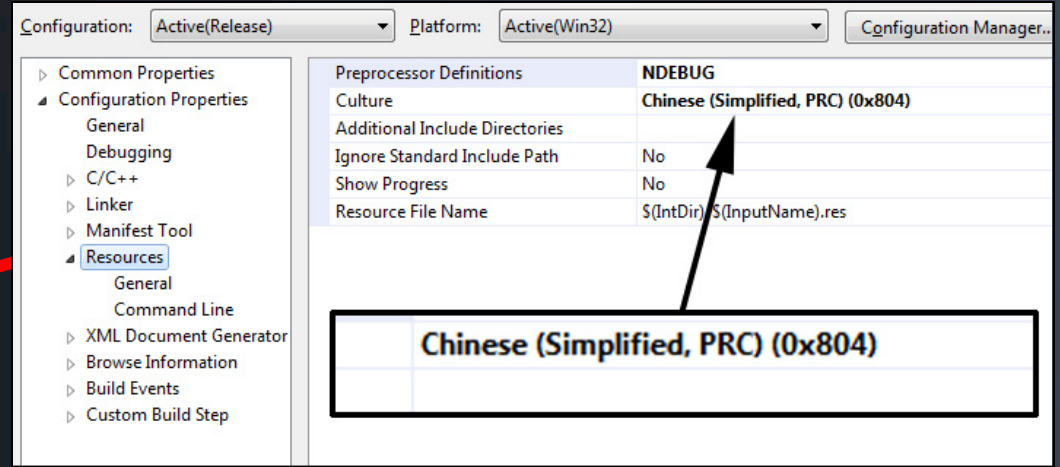 Configuration: Active(Release) Platform: Active(Win32) Configuration Manager..
Common Properties
Configuration Properties
General
Debugging
C/C++
Linker
Manifest Tool
Resources
General
Command Line
XML Document Generator
Browse Information
Build Events
Custom Build Step
Preprocessor Definitions NDEBUG
Culture Chinese (Simplified, PRC) (0x804)
Additional Include Directories
Ignore Standard Include Path No
Show Progress No
Resource File Name $(IntDir)/$(InputName).res
Chinese (Simplified, PRC) (0x804)